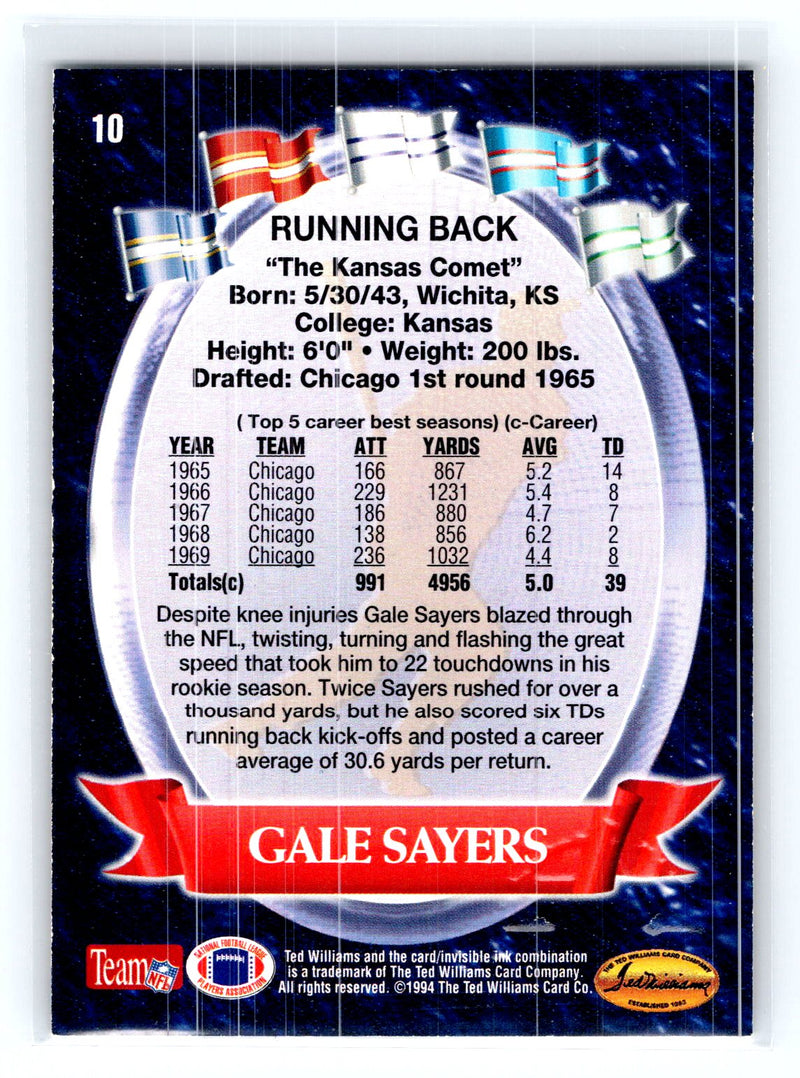 10
RUNNING BACK
“The Kansas Comet”
Born: 5/30/43, Wichita, KS
College: Kansas
Height: 6'0" • Weight: 200 lbs.
Drafted: Chicago 1st round 1965
( Top 5 career best seasons) (c-Career)
YEAR TEAM ATT YARDS AVG TD
1965 Chicago 166 867 5.2 14
1966 Chicago 229 1231 5.4 8
1967 Chicago 186 880 4.7 7
1968 Chicago 138 856 6.2 2
1969 Chicago 236 1032 4.4 8
Totals(c) 991 4956 5.0 39
Despite knee injuries Gale Sayers blazed through
the NFL, twisting, turning and flashing the great
speed that took him to 22 touchdowns in his
rookie season. Twice Sayers rushed for over a
thousand yards, but he also scored six TDs
running back kick-offs and posted a career
average of 30.6 yards per return.
GALE SAYERS
Team NFL
NATIONAL FOOTBALL LEAGUE
PLAYERS ASSOCIATION
Ted Williams and the card/invisible ink combination
is a trademark of The Ted Williams Card Company.
All rights reserved. ©1994 The Ted Williams Card Co.
THE TED WILLIAMS CARD COMPANY
Ted Williams
ESTABLISHED 1993